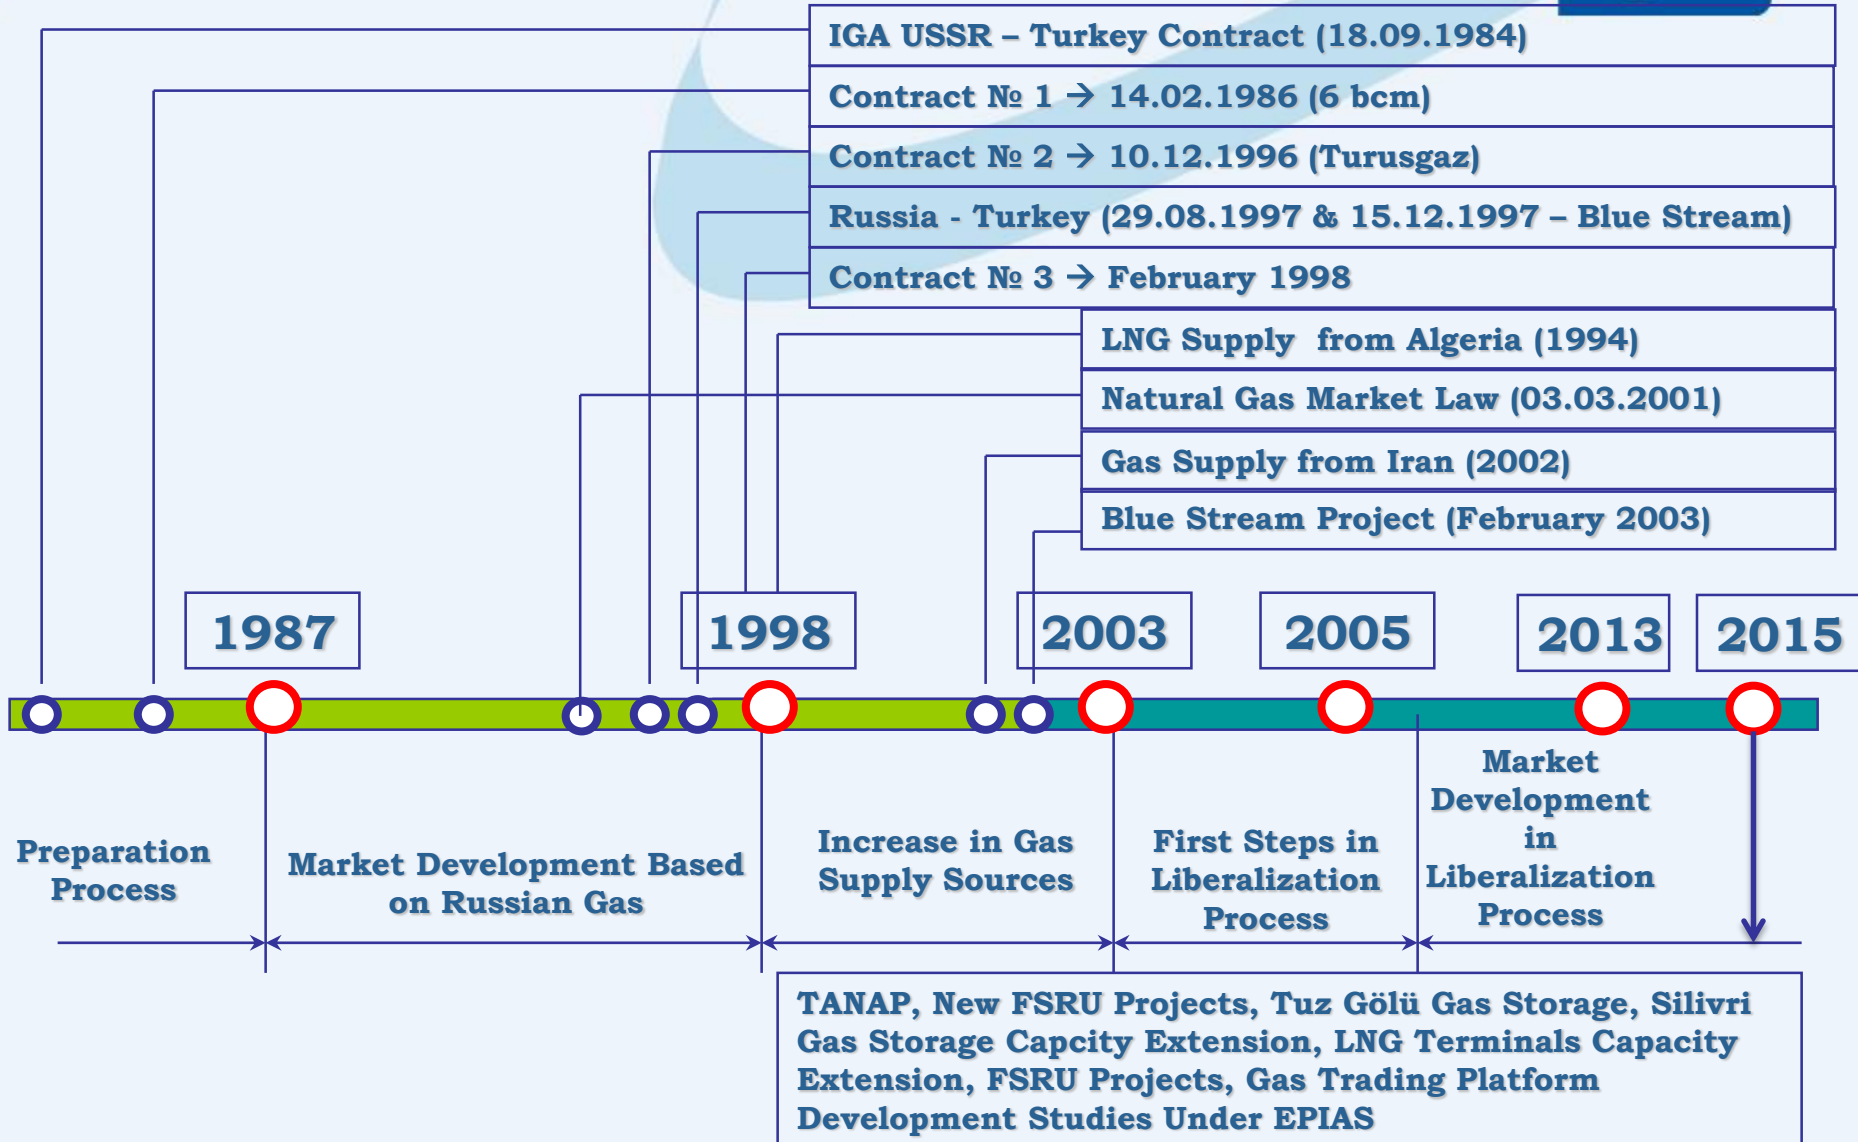 IGA USSR – Turkey Contract (18.09.1984)
Contract № 1 → 14.02.1986 (6 bcm)
Contract № 2 → 10.12.1996 (Turusgaz)
Russia - Turkey (29.08.1997 & 15.12.1997 – Blue Stream)
Contract № 3 → February 1998
LNG Supply from Algeria (1994)
Natural Gas Market Law (03.03.2001)
Gas Supply from Iran (2002)
Blue Stream Project (February 2003)
1987
1998
2003
2005
2013
2015
Preparation
Process
Market Development Based
on Russian Gas
Increase in Gas
Supply Sources
First Steps in
Liberalization
Process
Market
Development
in
Liberalization
Process
TANAP, New FSRU Projects, Tuz Gölü Gas Storage, Silivri
Gas Storage Capcity Extension, LNG Terminals Capacity
Extension, FSRU Projects, Gas Trading Platform
Development Studies Under EPIAS